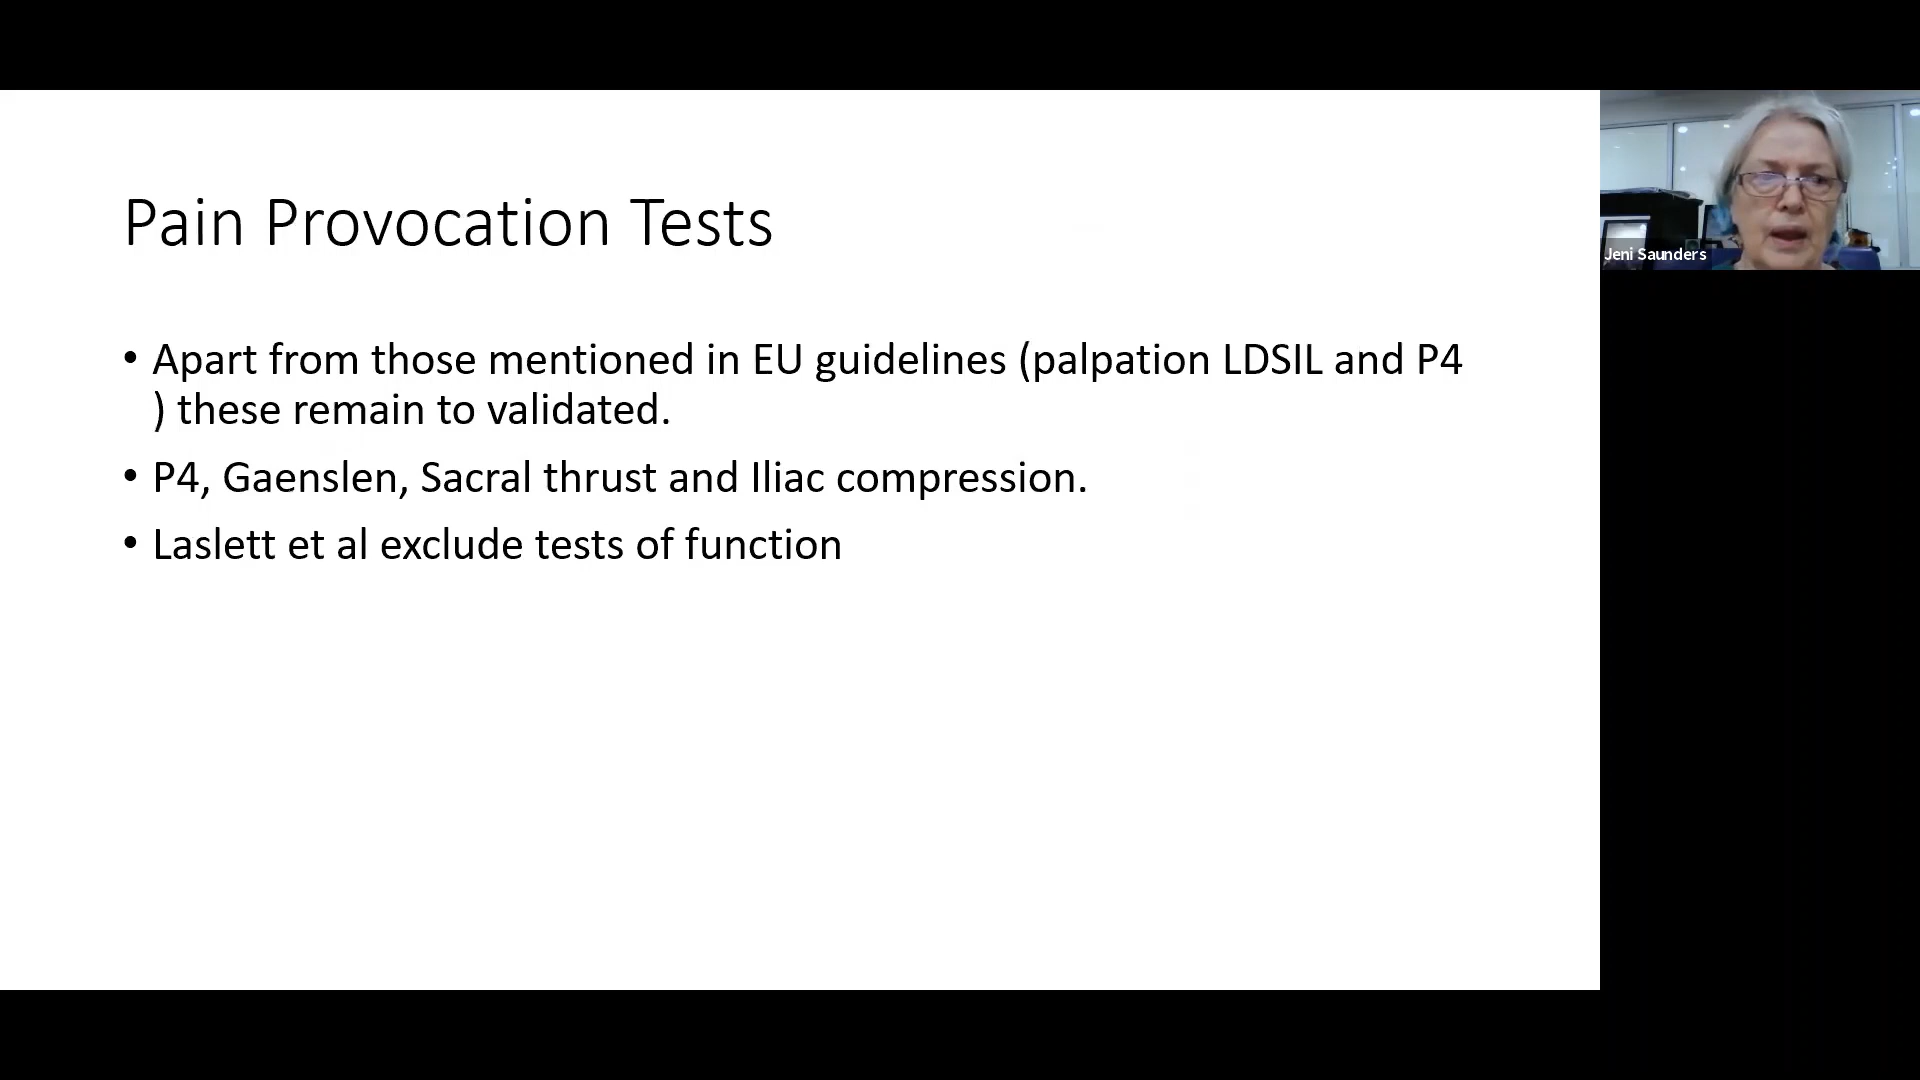 Pain Provocation Tests
• Apart from those mentioned in EU guidelines (palpation LDSIL and P4
) these remain to validated.
• P4, Gaenslen, Sacral thrust and Iliac compression.
• Laslett et al exclude tests of function
Jeni Saunders